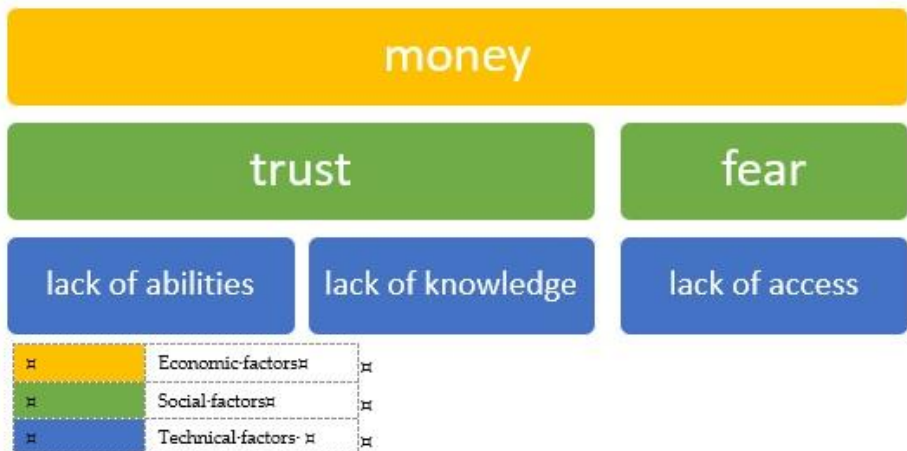 money
trust fear
lack of abilities lack of knowledge lack of access
¤ Economic·factors¤ ¤
¤ Social·factors¤ ¤
¤ Technical·factors· ¤ ¤